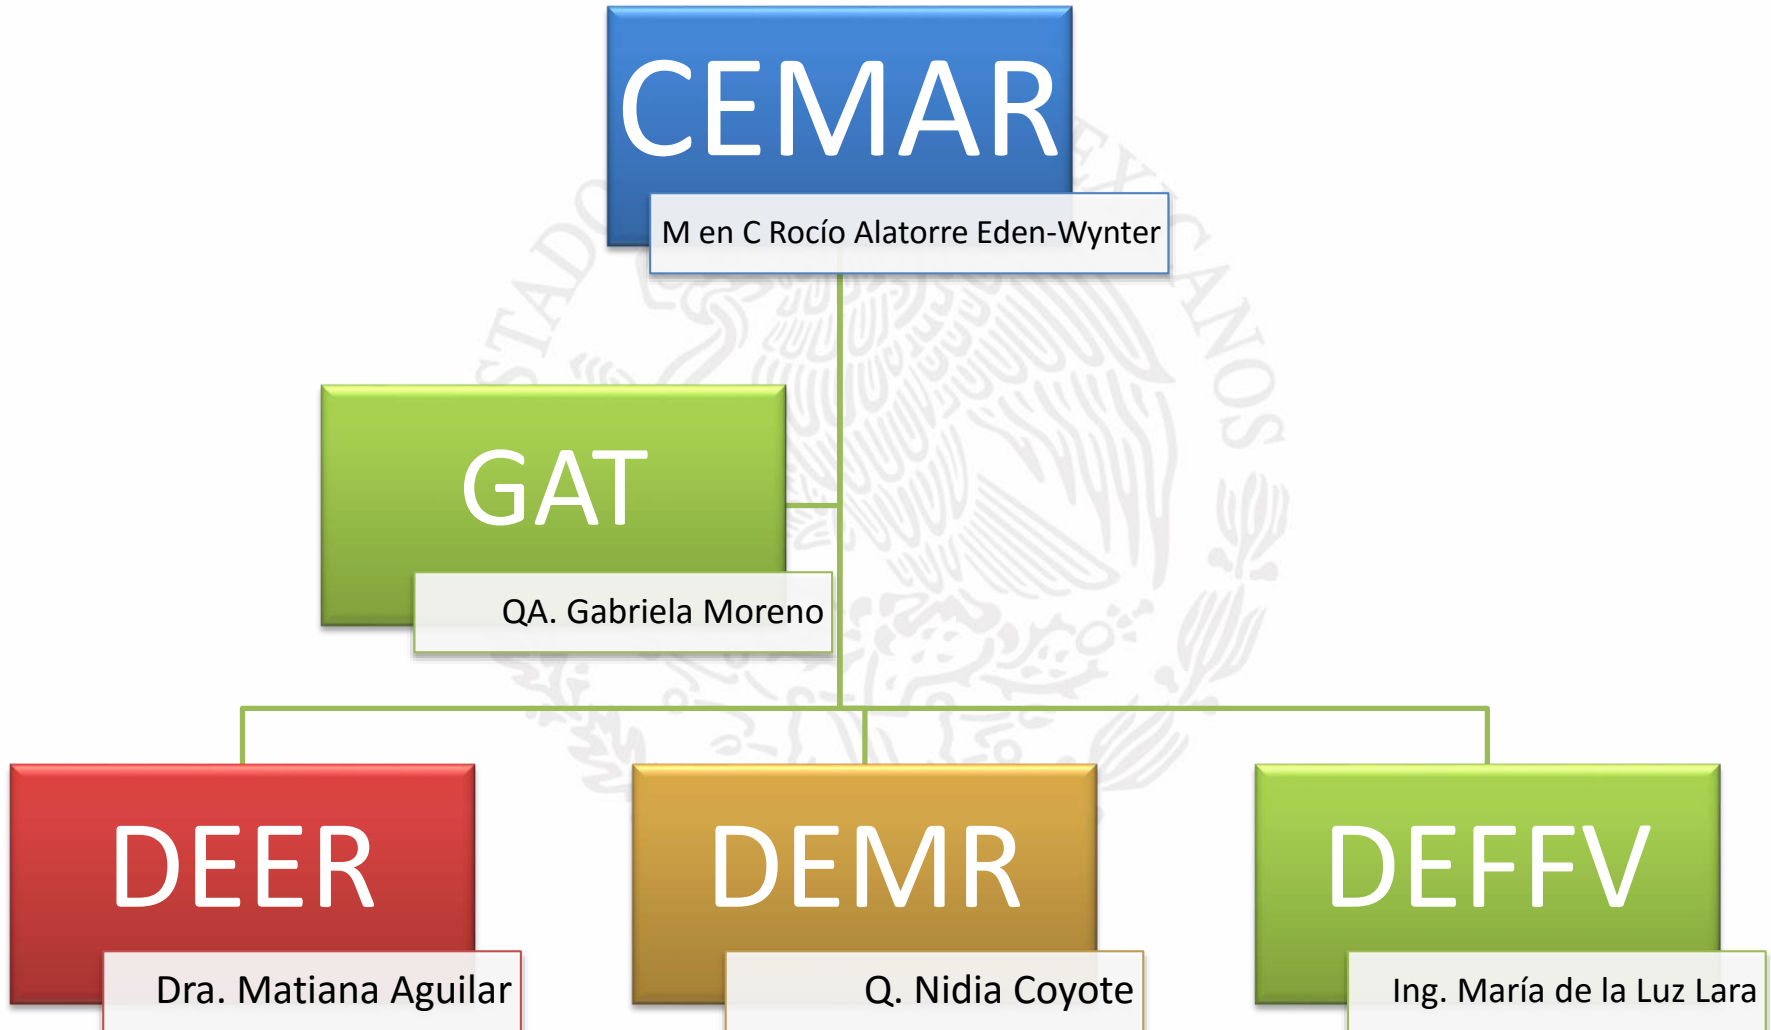 CEMAR
M en C Rocío Alatorre Eden-Wynter
GAT
QA. Gabriela Moreno
DEER
Dra. Matiana Aguilar
DEMR
Q. Nidia Coyote
DEFFV
Ing. María de la Luz Lara